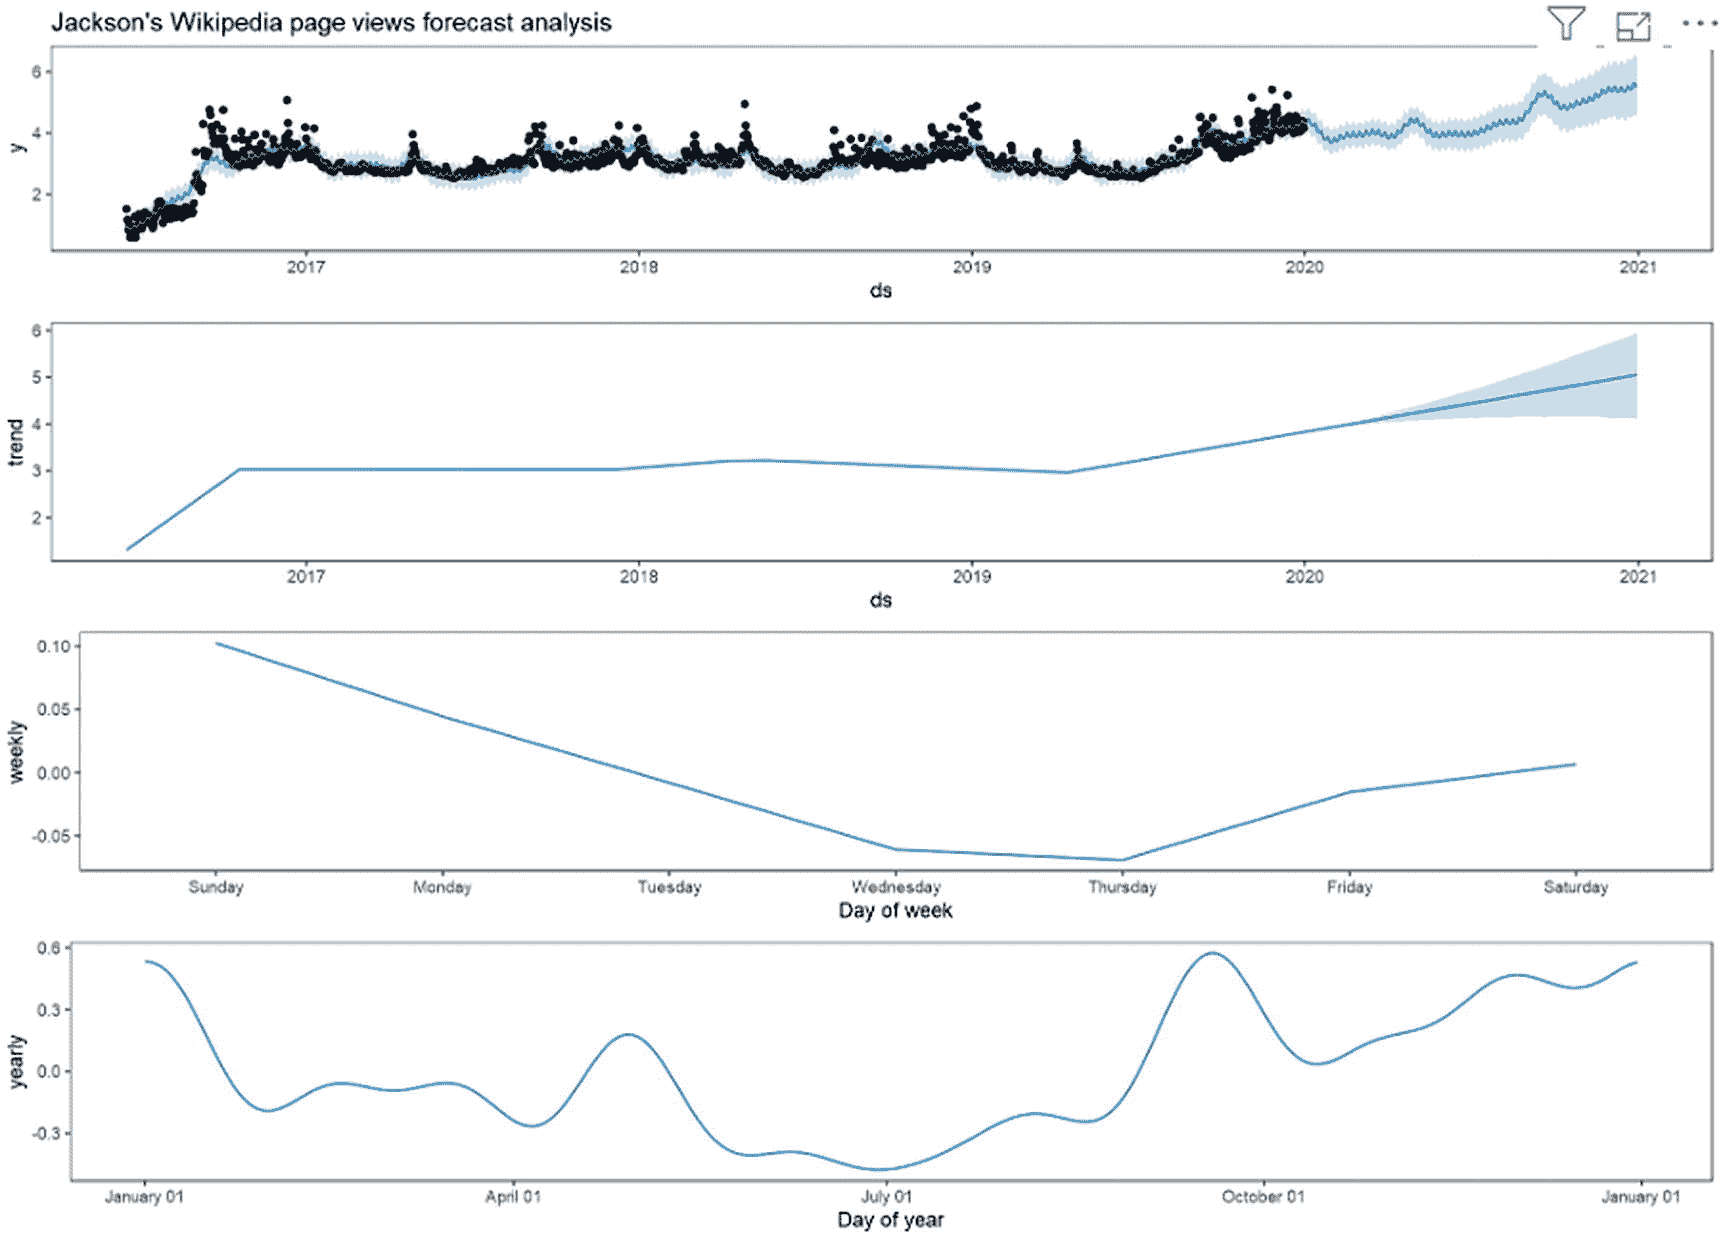 Jackson's Wikipedia page views forecast analysis
6
4
2
y
2017 2018 2019 2020 2021
ds
6
5
4
3
2
trend
2017 2018 2019 2020 2021
ds
0.10
0.05
0.00
-0.05
weekly
Sunday Monday Tuesday Wednesday Thursday Friday Saturday
Day of week
0.6
0.3
0.0
-0.3
yearly
January 01 April 01 July 01 October 01 January 01
Day of year